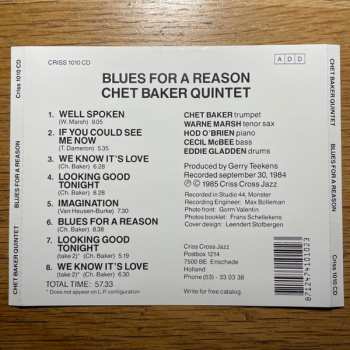 CRISS 1010 CD
A D D
BLUES FOR A REASON
CHET BAKER QUINTET
1. WELL SPOKEN
(W. Marsh) 9.05
2. IF YOU COULD SEE
ME NOW
(T. Dameron) 5.35
3. WE KNOW IT'S LOVE
(Ch. Baker) 6.28
4. LOOKING GOOD
TONIGHT
(Ch. Baker) 8.28
5. IMAGINATION
(Van Heusen-Burke) 7.30
6. BLUES FOR A REASON
(Ch. Baker) 6.50
7. LOOKING GOOD
TONIGHT
(take 2)* (Ch. Baker) 6.28
8. WE KNOW IT'S LOVE
(take 2)* (Ch. Baker) 6.30
TOTAL TIME: 57.33
* Does not appear on L.P. configuration
CHET BAKER trumpet
WARNE MARSH tenor sax
HOD O'BRIEN piano
CECIL McBEE bass
EDDIE GLADDEN drums
Produced by Gerry Teekens
Recorded september 30, 1984
℗ © 1985 Criss Cross Jazz
Recorded in Studio 44, Monster
Recording Engineer: Max Bolleman
Photo front: Gorm Valentin
Photos booklet: Frans Schellekens
Cover design: Leendert Stofbergen
Criss Cross Jazz
Postbox 1214
7500 BE Enschede
Holland
Phone: 53 - 33 03 38
Write for free catalog.
8712474101023
Criss 1010 CD
BLUES FOR A REASON
CHET BAKER QUINTET
CHET BAKER QUINTET
BLUES FOR A REASON
Criss 1010 CD